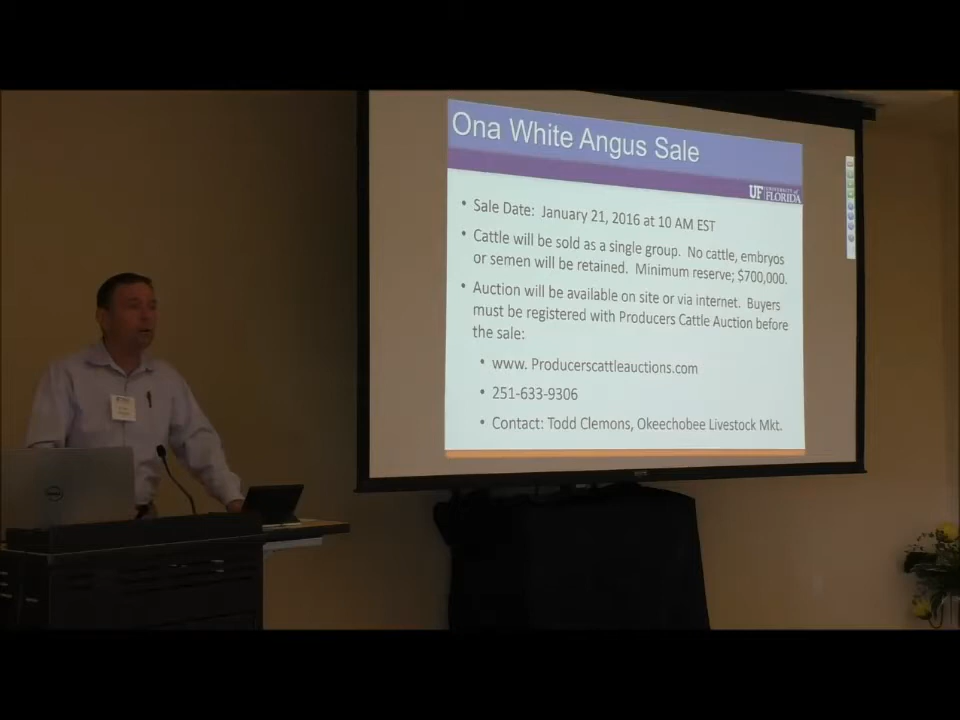 Ona White Angus Sale
UF UNIVERSITY of
FLORIDA
• Sale Date: January 21, 2016 at 10 AM EST
• Cattle will be sold as a single group. No cattle, embryos
or semen will be retained. Minimum reserve; $700,000.
• Auction will be available on site or via internet. Buyers
must be registered with Producers Cattle Auction before
the sale:
• www. Producerscattleauctions.com
• 251-633-9306
• Contact: Todd Clemons, Okeechobee Livestock Mkt.
DELL